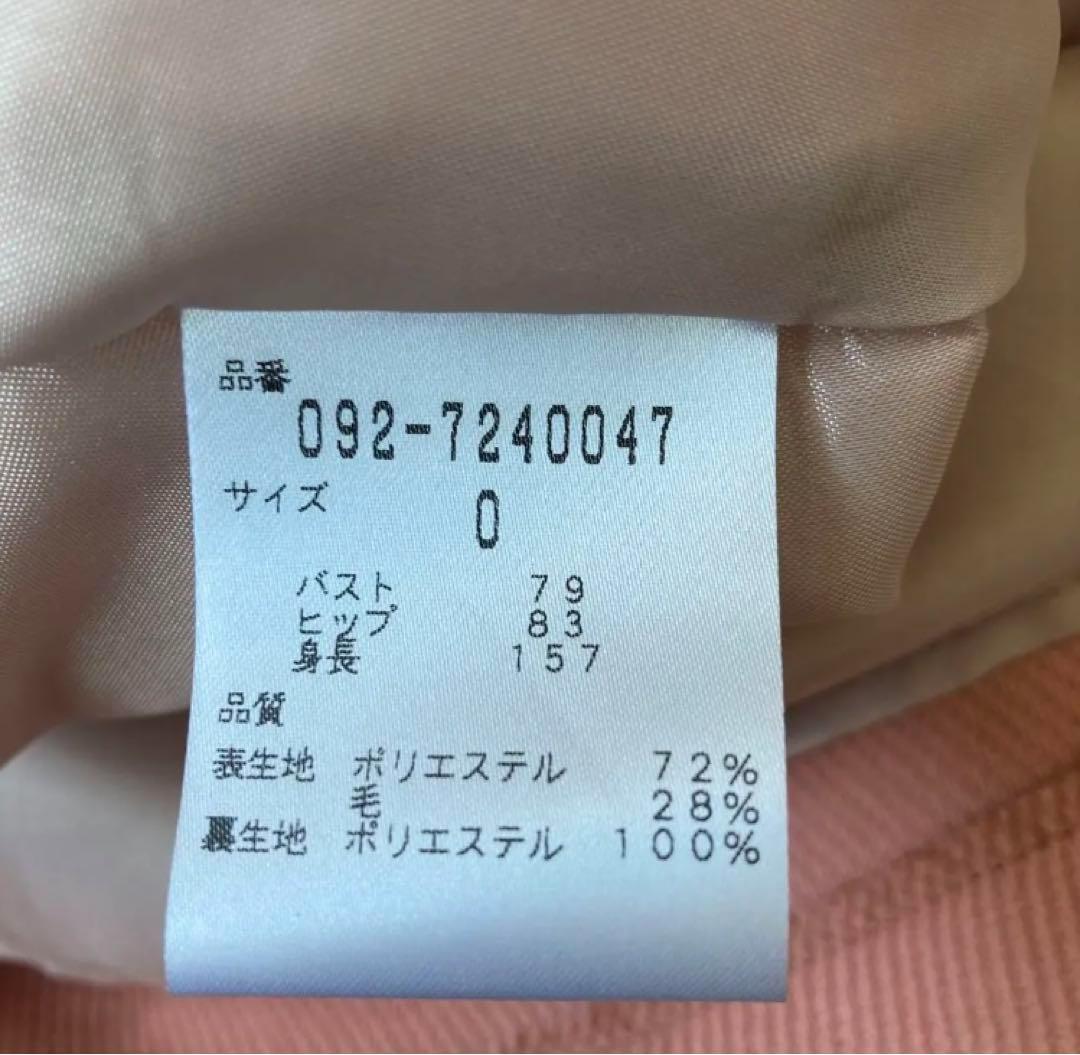 品番
092-7240047
サイズ 0
バスト 79
ヒップ 83
身長 157
品質
表生地 ポリエステル 72%
毛 28%
裏生地 ポリエステル 100%